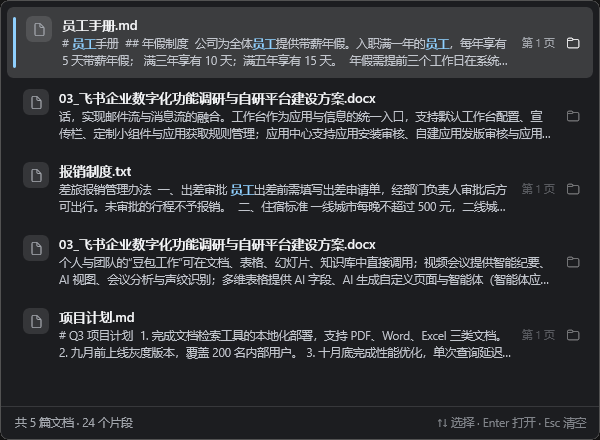 员工手册.md
# 员工手册 ## 年假制度 公司为全体员工提供带薪年假。入职满一年的员工，每年享有
第 1 页
5 天带薪年假； 满三年享有 10 天；满五年享有 15 天。 年假需提前三个工作日在系统...
03_飞书企业数字化功能调研与自研平台建设方案.docx
话，实现邮件流与消息流的融合。工作台作为应用与信息的统一入口，支持默认工作台配置、宣
传栏、定制小组件与应用获取规则管理；应用中心支持应用安装审核、自建应用发版审核与应用...
报销制度.txt
差旅报销管理办法 一、出差审批 员工出差前需填写出差申请单，经部门负责人审批后方
第 1 页
可出行。未审批的行程不予报销。 二、住宿标准 一线城市每晚不超过 500 元，二线城...
03_飞书企业数字化功能调研与自研平台建设方案.docx
个人与团队的“豆包工作”可在文档、表格、幻灯片、知识库中直接调用；视频会议提供智能纪要、
AI 视图、会议分析与声纹识别；多维表格提供 AI 字段、AI 生成自定义页面与智能体（智能体应...
项目计划.md
# Q3 项目计划 1. 完成文档检索工具的本地化部署，支持 PDF、Word、Excel 三类文档。
第 1 页
2. 九月前上线灰度版本，覆盖 200 名内部用户。 3. 十月底完成性能优化，单次查询延迟...
共 5 篇文档 · 24 个片段
↑↓ 选择 · Enter 打开 · Esc 清空